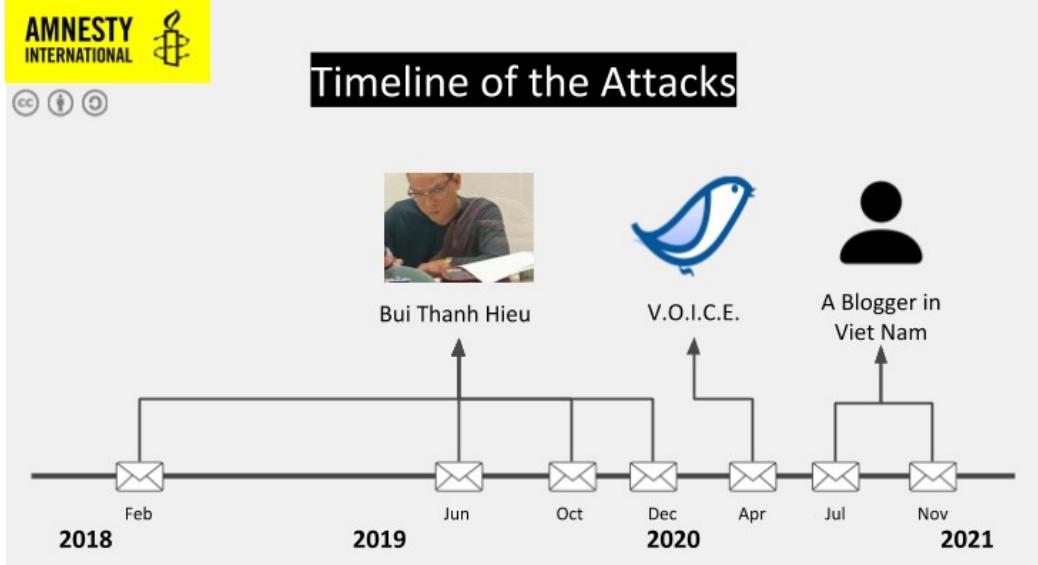 AMNESTY
INTERNATIONAL
cc
Timeline of the Attacks
Bui Thanh Hieu
V.O.I.C.E.
A Blogger in
Viet Nam
Feb
Jun
Oct
Dec
Apr
Jul
Nov
2018
2019
2020
2021